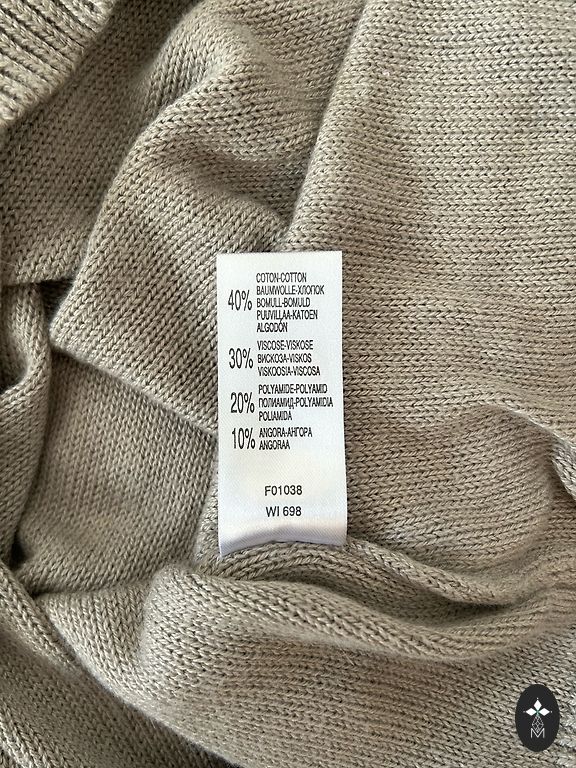 40%
COTON-COTTON
BAUMWOLLE-ХЛОПОК
BOMULL-BOMULD
PUUVILLAA-KATOEN
ALGODÓN
30%
VISCOSE-VISKOSE
ВИСКОЗА-VISKOS
VISKOOSIA-VISCOSA
20%
POLYAMIDE-POLYAMID
ПОЛИАМИД-POLYAMIDIA
POLIAMIDA
10%
ANGORA-АНГОРА
ANGORAA
F01038
WI 698
M